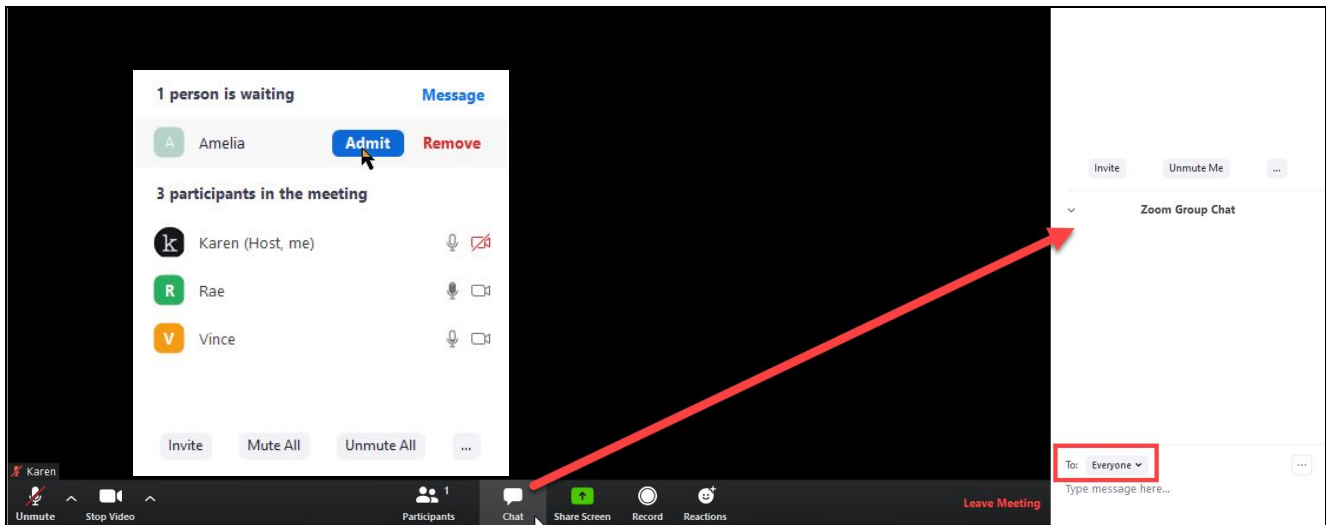 1 person is waiting Message
A Amelia Admit Remove
3 participants in the meeting
k Karen (Host, me)
R Rae
V Vince
Invite Mute All Unmute All ...
Invite Unmute Me ...
Zoom Group Chat
To: Everyone ...
Type message here...
Karen
1
Unmute Stop Video Participants Chat Share Screen Record Reactions Leave Meeting